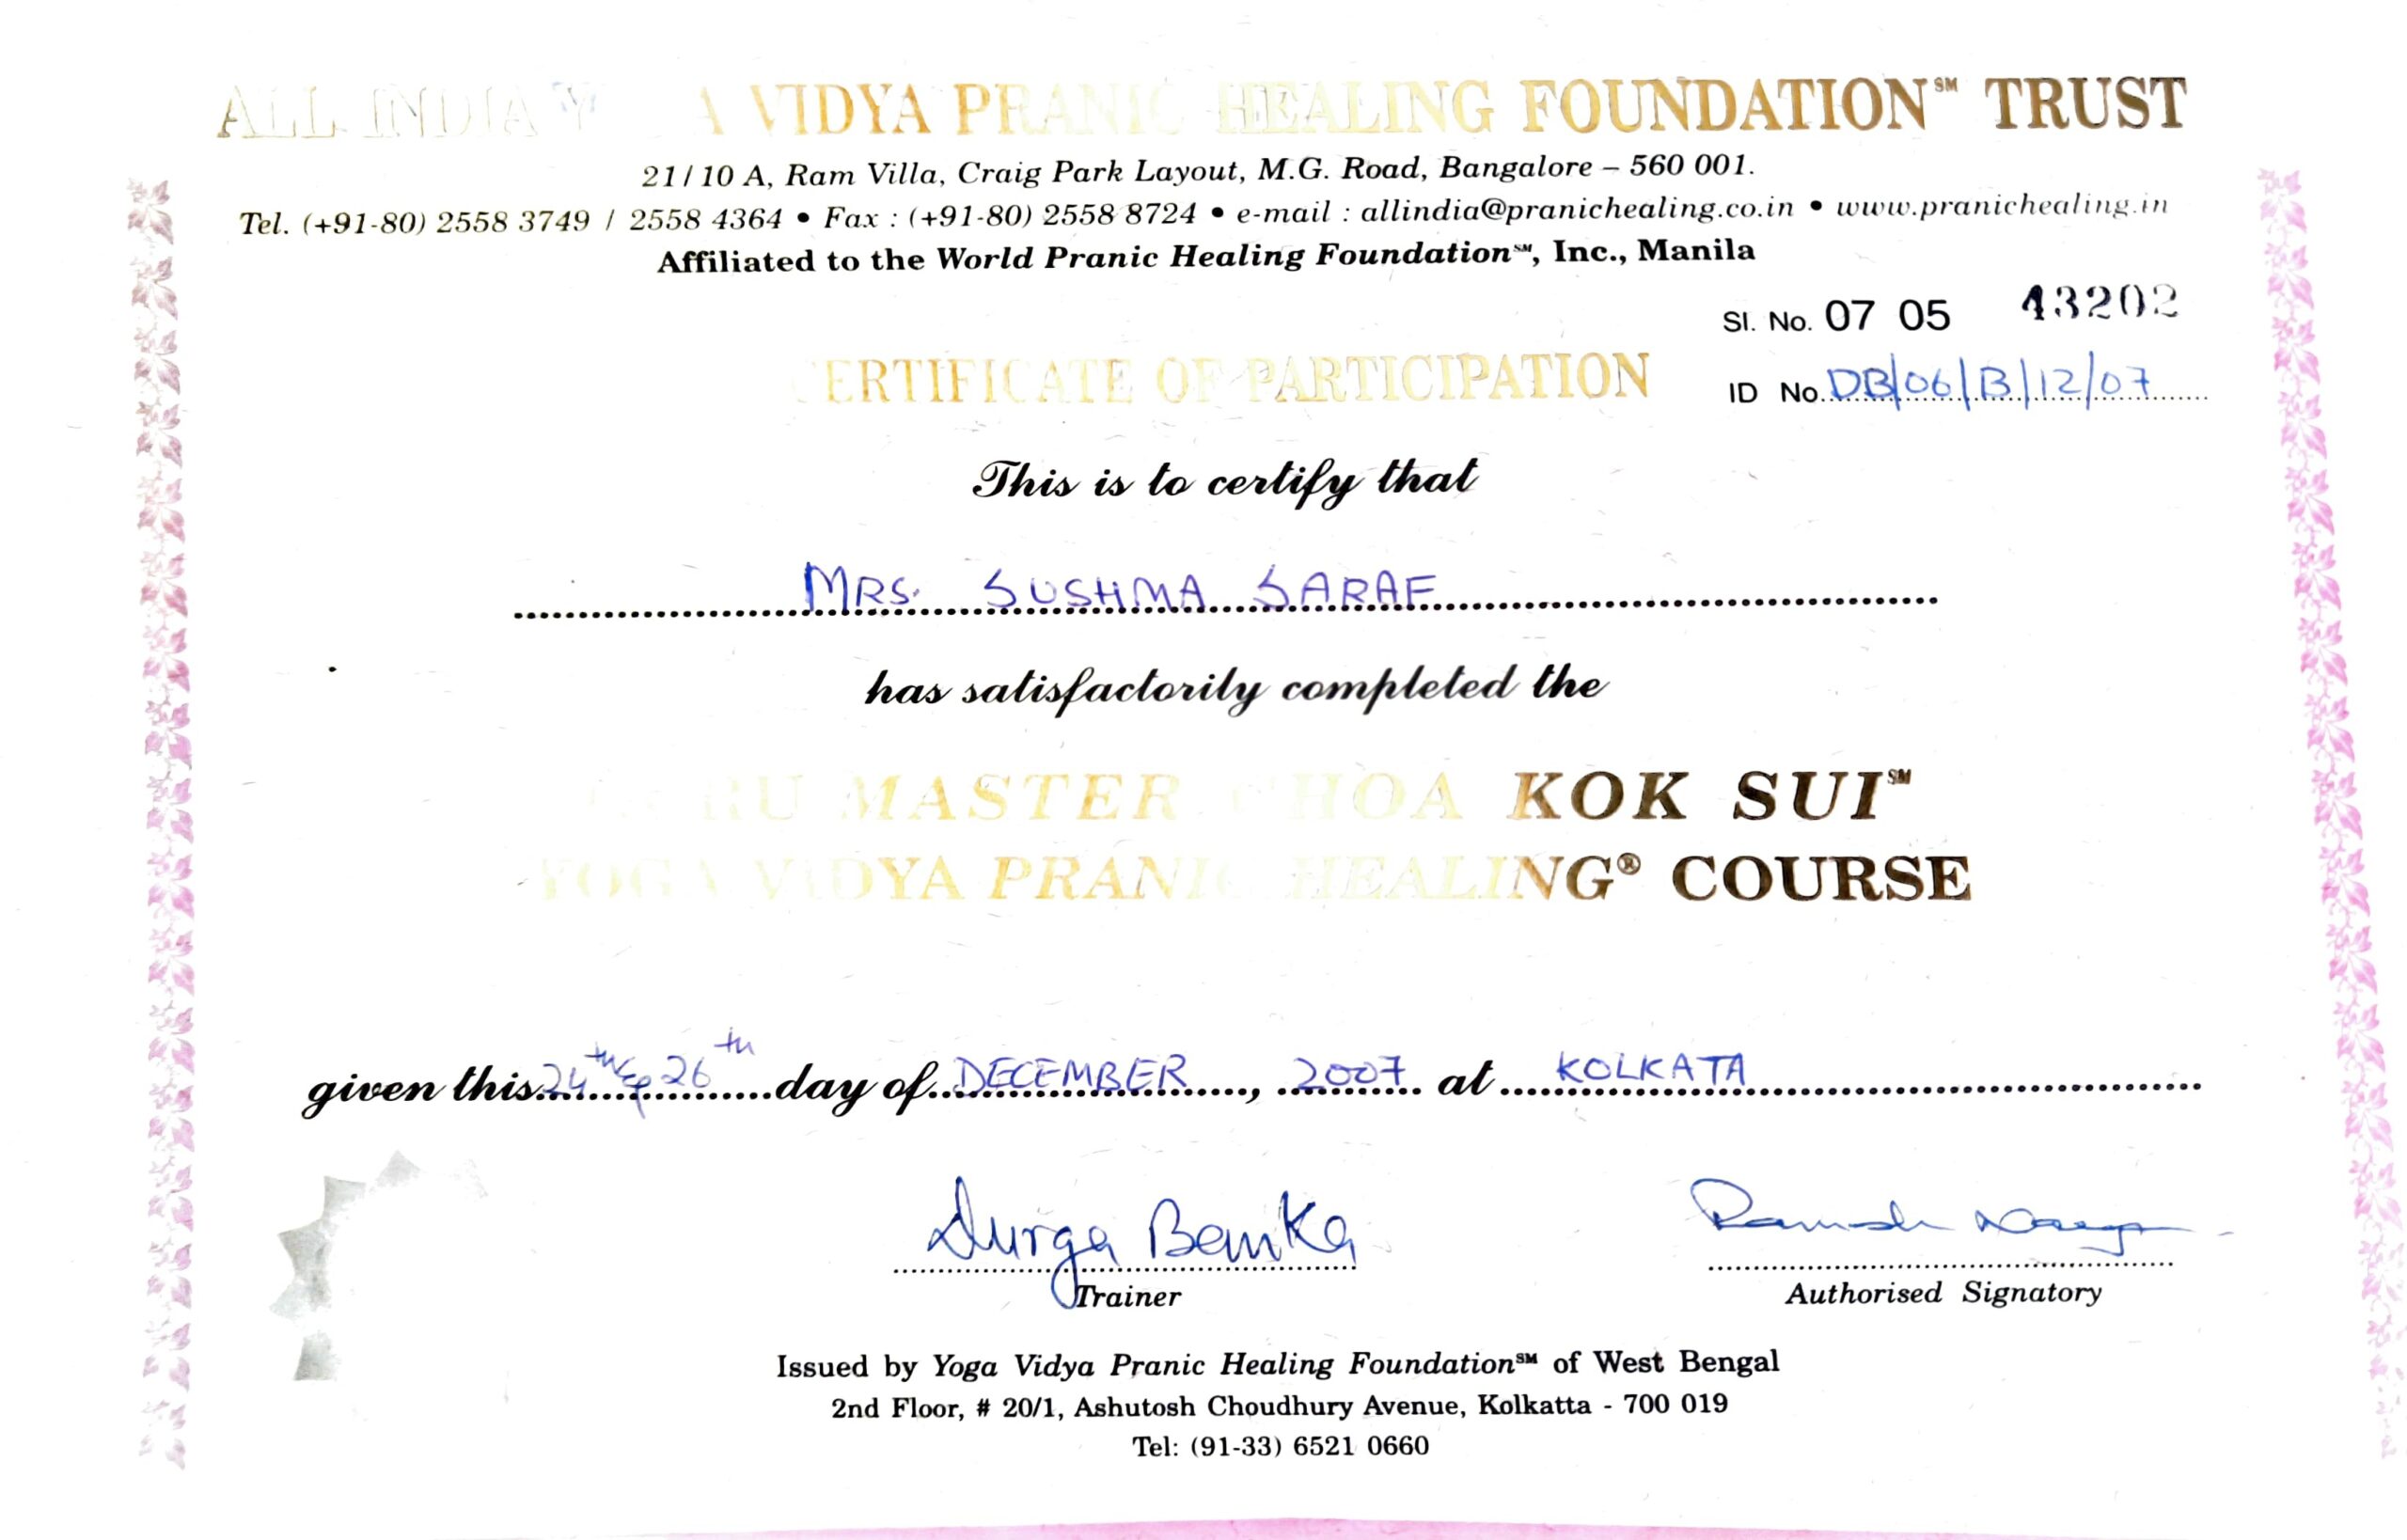 ALL INDIA YOGA VIDYA PRANIC HEALING FOUNDATION℠ TRUST
21/10 A, Ram Villa, Craig Park Layout, M.G. Road, Bangalore – 560 001.
Tel. (+91-80) 2558 3749 / 2558 4364 • Fax : (+91-80) 2558 8724 • e-mail : allindia@pranichealing.co.in • www.pranichealing.in
Affiliated to the World Pranic Healing Foundation℠, Inc., Manila
Sl. No. 07 05 43202
CERTIFICATE OF PARTICIPATION
ID No. DB/06/B/12/07
This is to certify that
MRS. SUSHMA SARAF
has satisfactorily completed the
GURU MASTER CHOA KOK SUI℠
YOGA VIDYA PRANIC HEALING® COURSE
given this 24th & 26th day of DECEMBER, 2007 at KOLKATA
Durga Bemka
Trainer
Authorised Signatory
Issued by Yoga Vidya Pranic Healing Foundation℠ of West Bengal
2nd Floor, # 20/1, Ashutosh Choudhury Avenue, Kolkatta - 700 019
Tel: (91-33) 6521 0660